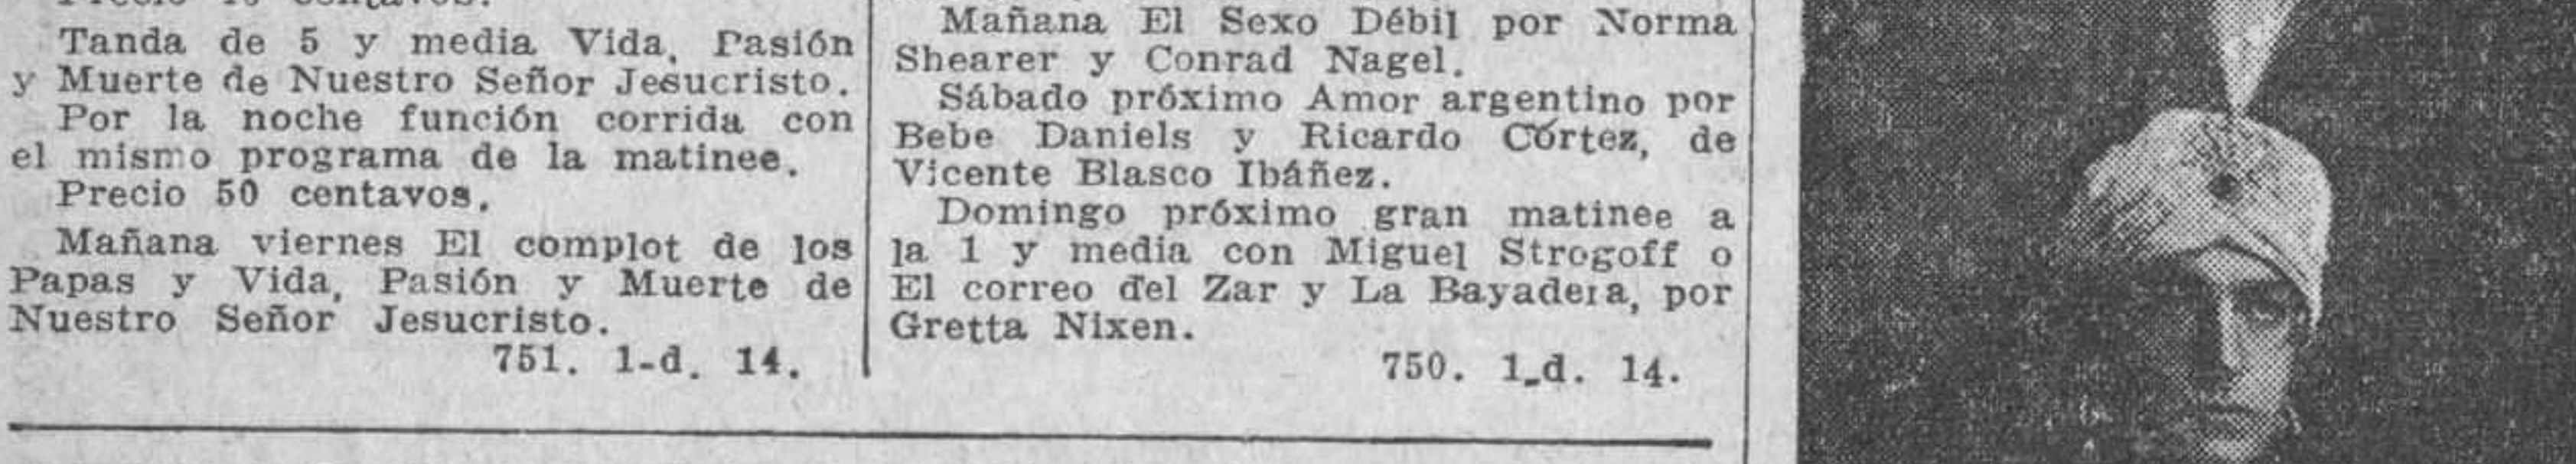 Tanda de 5 y media Vida, Pasión
y Muerte de Nuestro Señor Jesucristo.
Por la noche función corrida con
el mismo programa de la matinee.
Precio 50 centavos.
Mañana viernes El complot de los
Papas y Vida, Pasión y Muerte de
Nuestro Señor Jesucristo.
751. 1-d. 14.
Mañana El Sexo Débil por Norma
Shearer y Conrad Nagel.
Sábado próximo Amor argentino por
Bebe Daniels y Ricardo Córtez, de
Vicente Blasco Ibáñez.
Domingo próximo gran matinee a
la 1 y media con Miguel Strogoff o
El correo del Zar y La Bayadera, por
Gretta Nixen.
750. 1-d. 14.